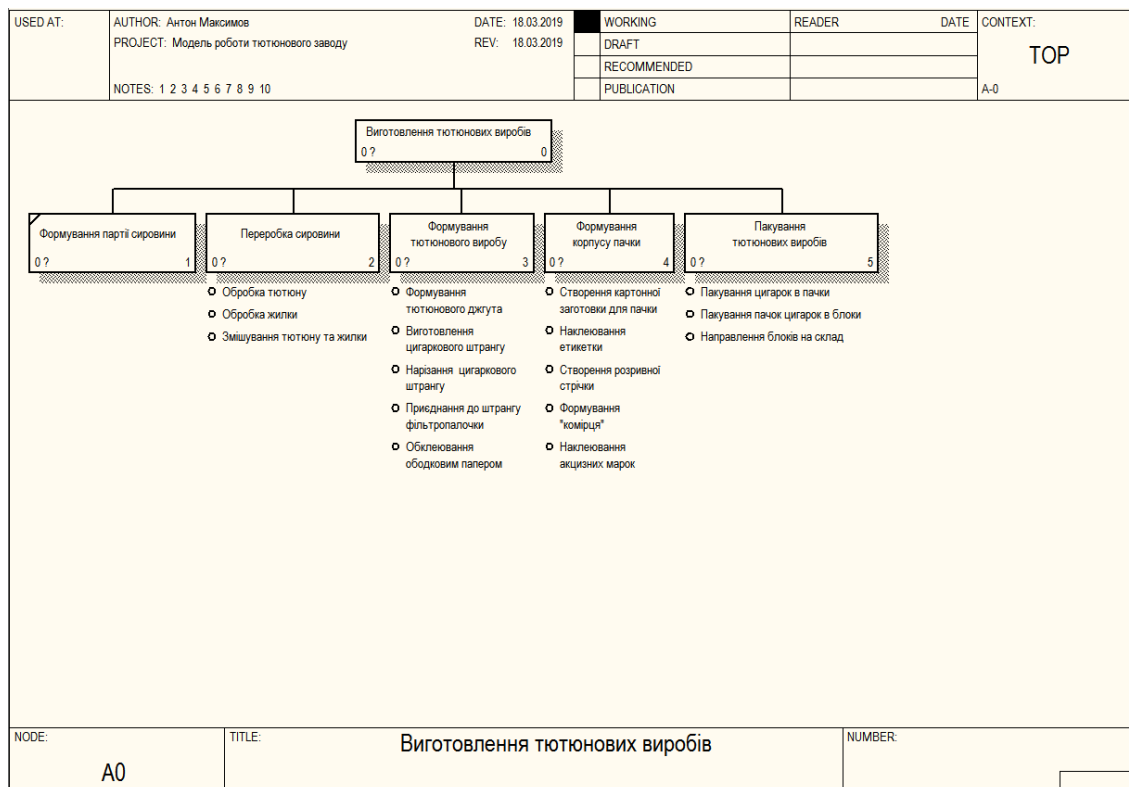 USED AT:
AUTHOR: Антон Максимов
DATE: 18.03.2019
PROJECT: Модель роботи тютюнового заводу
REV: 18.03.2019
NOTES: 1 2 3 4 5 6 7 8 9 10
WORKING
DRAFT
RECOMMENDED
PUBLICATION
READER DATE
CONTEXT:
TOP
A-0
Виготовлення тютюнових виробів
0 ? 0
Формування партії сировини
0 ? 1
Переробка сировини
0 ? 2
Формування
тютюнового виробу
0 ? 3
Формування
корпусу пачки
0 ? 4
Пакування
тютюнових виробів
0 ? 5
Обробка тютюну
Обробка жилки
Змішування тютюну та жилки
Формування
тютюнового джгута
Виготовлення
цигаркового штрангу
Нарізання цигаркового
штрангу
Приєднання до штрангу
фільтропалочки
Обклеювання
ободковим папером
Створення картонної
заготовки для пачки
Наклеювання
етикетки
Створення розривної
стрічки
Формування
"комірця"
Наклеювання
акцизних марок
Пакування цигарок в пачки
Пакування пачок цигарок в блоки
Направлення блоків на склад
NODE:
A0
TITLE:
Виготовлення тютюнових виробів
NUMBER: